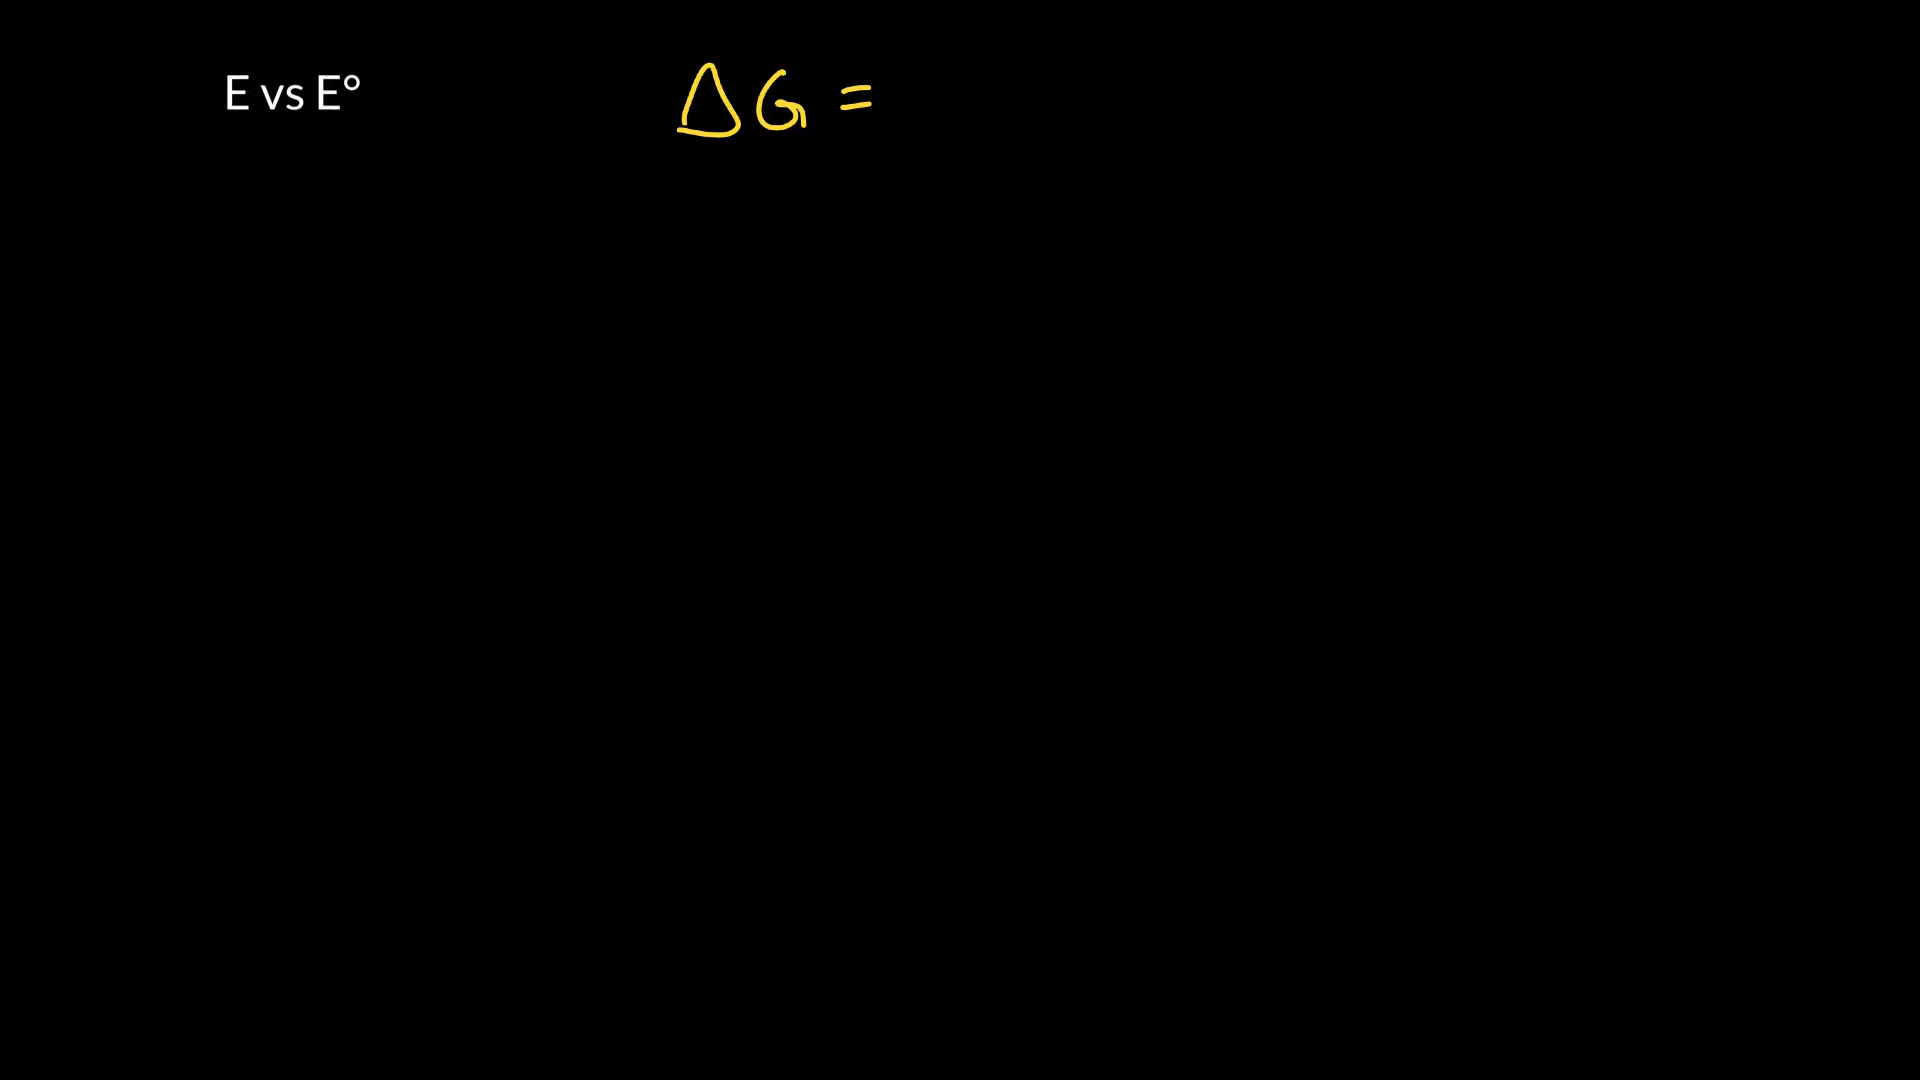 E vs E°
ΔG =